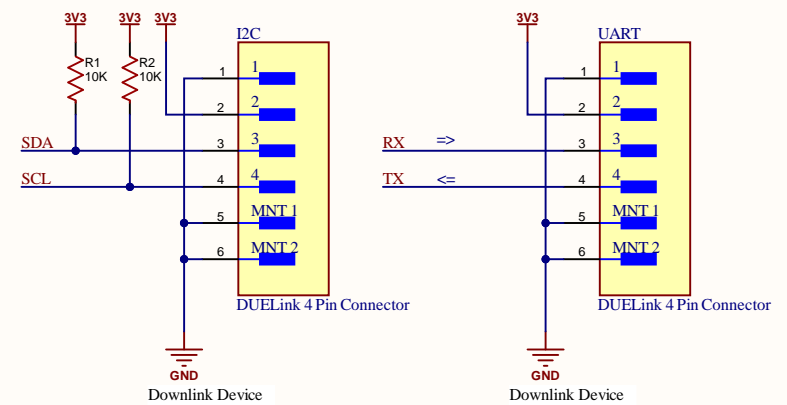 3V3 3V3 3V3
I2C
R1
10K
R2
10K
1 1
2 2
SDA 3 3
SCL 4 4
5 MNT 1
6 MNT 2
DUELink 4 Pin Connector
GND
Downlink Device
3V3
UART
1 1
2 2
RX => 3 3
TX <= 4 4
5 MNT 1
6 MNT 2
DUELink 4 Pin Connector
GND
Downlink Device